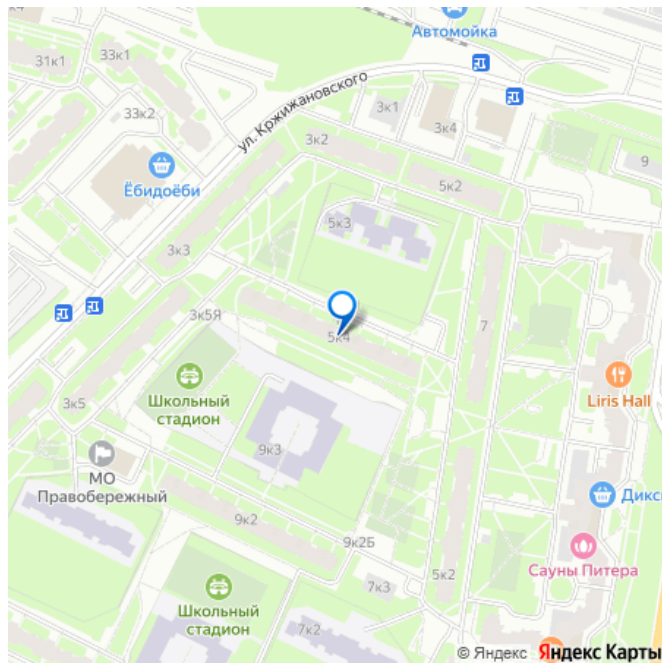 Автомойка
31к1
33к1
ул. Кржижановского
33к2
3к1
3к4
3к2
9
Ёбидоёби
5к2
5к3
3к3
3к5Я
5к4
7
Школьный
стадион
Liris Hall
3к5
9к3
МО
Правобережный
Дикси
9к2
9к2Б
Сауны Питера
5к2
7к3
Школьный
стадион
7к2
© Яндекс Яндекс Карты